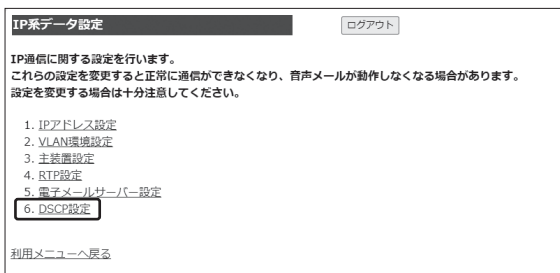 IP系データ設定
ログアウト
IP通信に関する設定を行います。
これらの設定を変更すると正常に通信ができなくなり、音声メールが動作しなくなる場合があります。
設定を変更する場合は十分注意してください。
1. IPアドレス設定
2. VLAN環境設定
3. 主装置設定
4. RTP設定
5. 電子メールサーバー設定
6. DSCP設定
利用メニューへ戻る